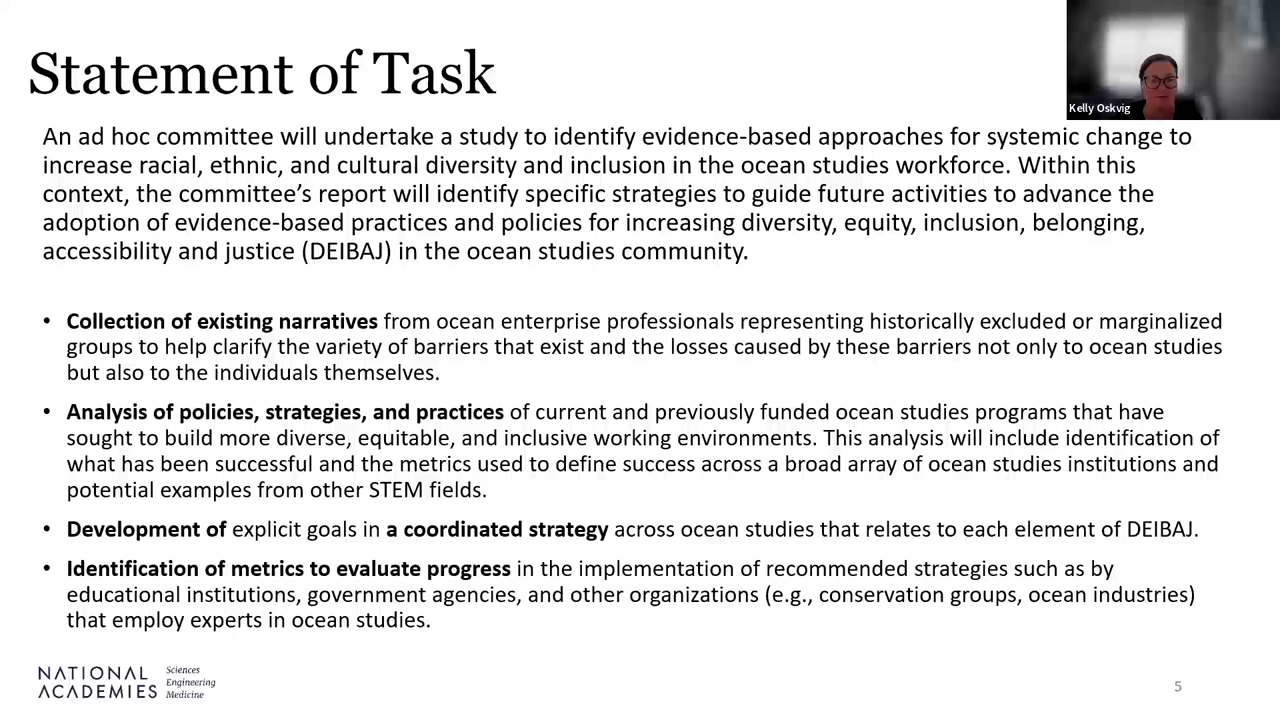 Statement of Task
Kelly Oskvig
An ad hoc committee will undertake a study to identify evidence-based approaches for systemic change to
increase racial, ethnic, and cultural diversity and inclusion in the ocean studies workforce. Within this
context, the committee’s report will identify specific strategies to guide future activities to advance the
adoption of evidence-based practices and policies for increasing diversity, equity, inclusion, belonging,
accessibility and justice (DEIBAJ) in the ocean studies community.
• Collection of existing narratives from ocean enterprise professionals representing historically excluded or marginalized
groups to help clarify the variety of barriers that exist and the losses caused by these barriers not only to ocean studies
but also to the individuals themselves.
• Analysis of policies, strategies, and practices of current and previously funded ocean studies programs that have
sought to build more diverse, equitable, and inclusive working environments. This analysis will include identification of
what has been successful and the metrics used to define success across a broad array of ocean studies institutions and
potential examples from other STEM fields.
• Development of explicit goals in a coordinated strategy across ocean studies that relates to each element of DEIBAJ.
• Identification of metrics to evaluate progress in the implementation of recommended strategies such as by
educational institutions, government agencies, and other organizations (e.g., conservation groups, ocean industries)
that employ experts in ocean studies.
NATIONAL
ACADEMIES
Sciences
Engineering
Medicine
5